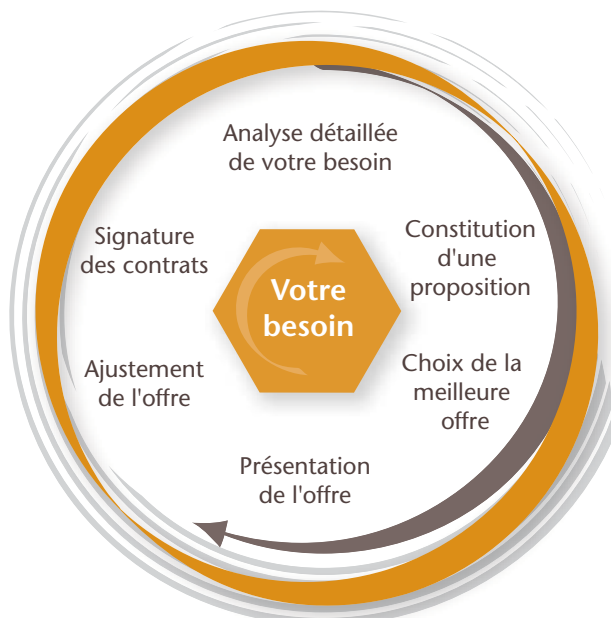 Analyse détaillée
de votre besoin
Constitution
d'une
proposition
Choix de la
meilleure
offre
Présentation
de l'offre
Ajustement
de l'offre
Signature
des contrats
Votre
besoin